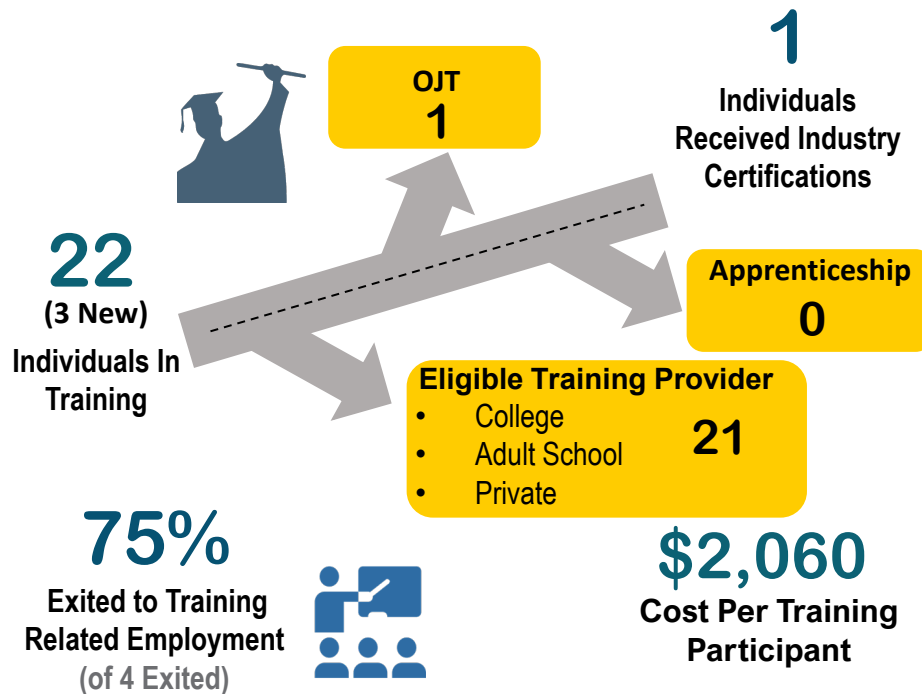 OJT
1
1
Individuals
Received Industry
Certifications
22
(3 New)
Individuals In
Training
Apprenticeship
0
Eligible Training Provider
• College
• Adult School
• Private
21
75%
Exited to Training
Related Employment
(of 4 Exited)
$2,060
Cost Per Training
Participant